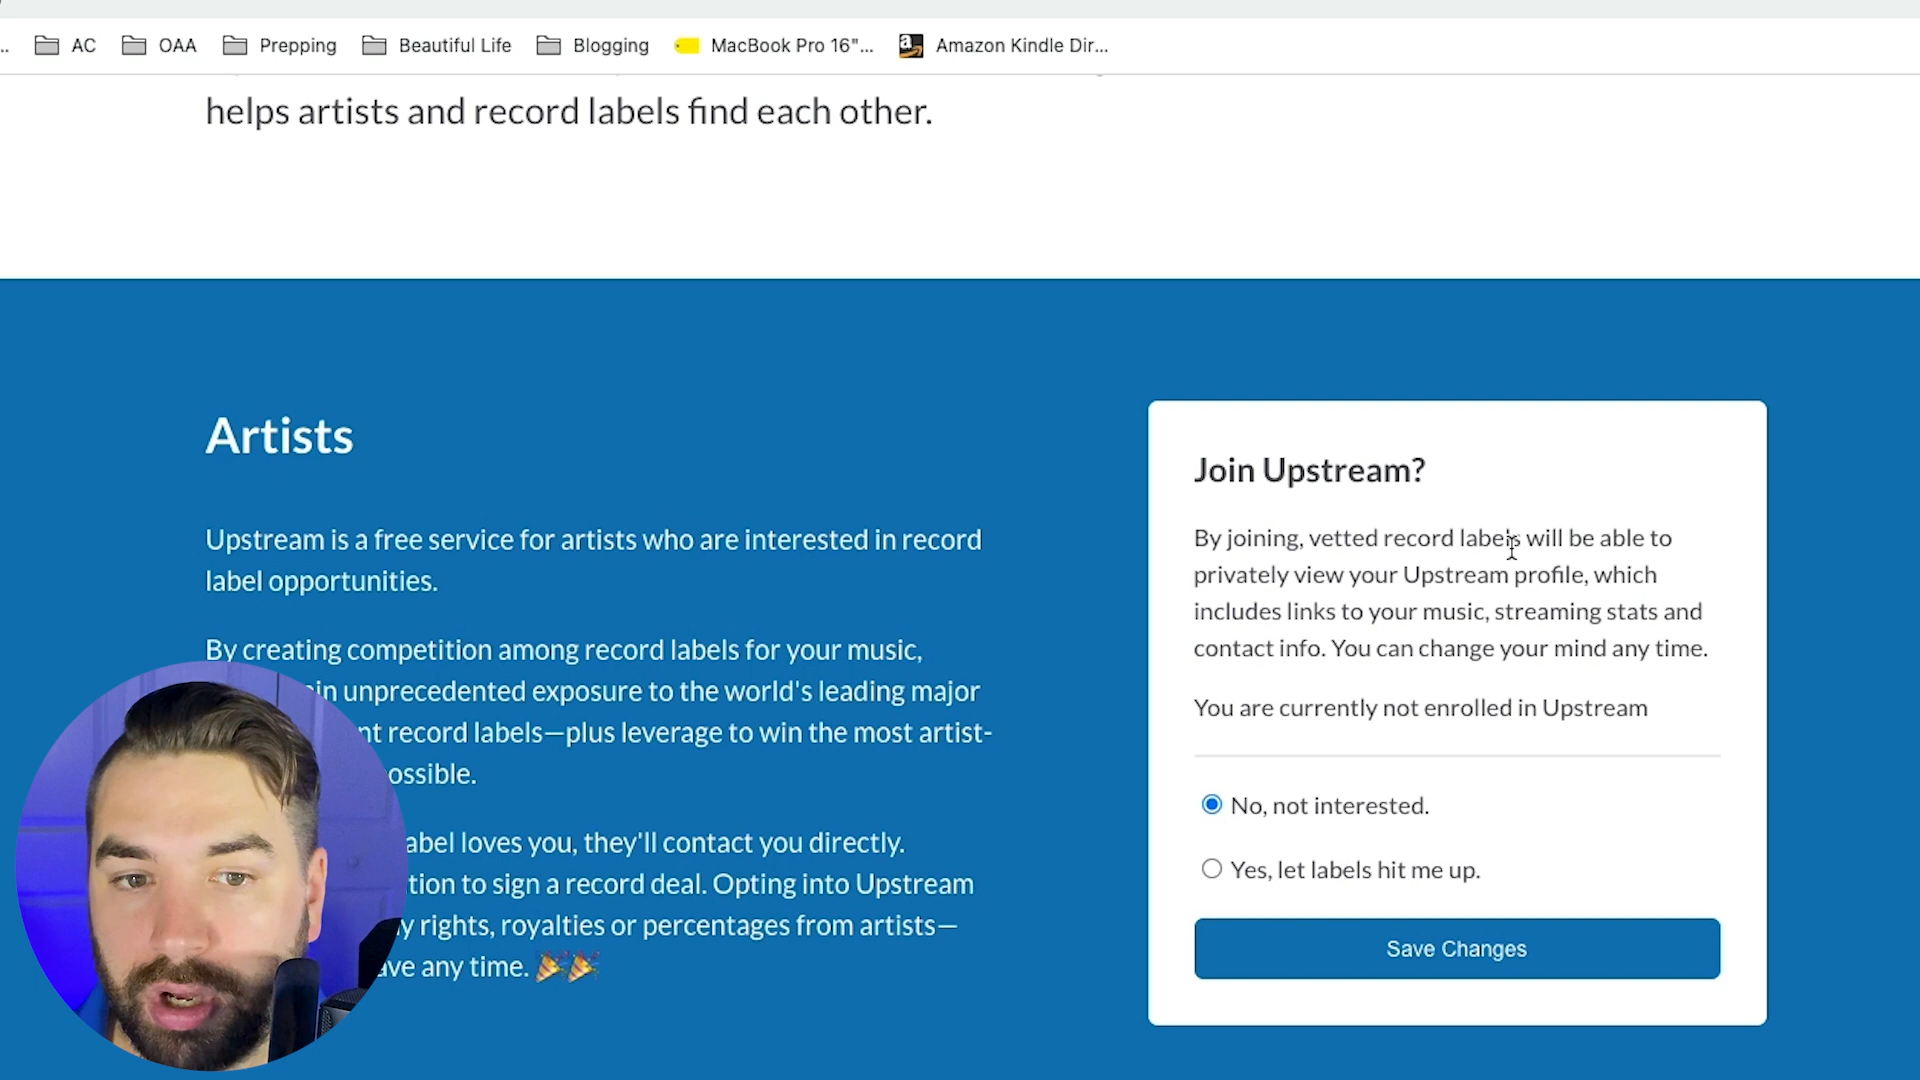 AC OAA Prepping Beautiful Life Blogging MacBook Pro 16"... Amazon Kindle Dir...
helps artists and record labels find each other.
Artists
Upstream is a free service for artists who are interested in record
label opportunities.
By creating competition among record labels for your music,
in unprecedented exposure to the world's leading major
nt record labels—plus leverage to win the most artist-
ossible.
abel loves you, they'll contact you directly.
tion to sign a record deal. Opting into Upstream
y rights, royalties or percentages from artists—
ave any time. 🎉🎉
Join Upstream?
By joining, vetted record labels will be able to
privately view your Upstream profile, which
includes links to your music, streaming stats and
contact info. You can change your mind any time.
You are currently not enrolled in Upstream
No, not interested.
Yes, let labels hit me up.
Save Changes